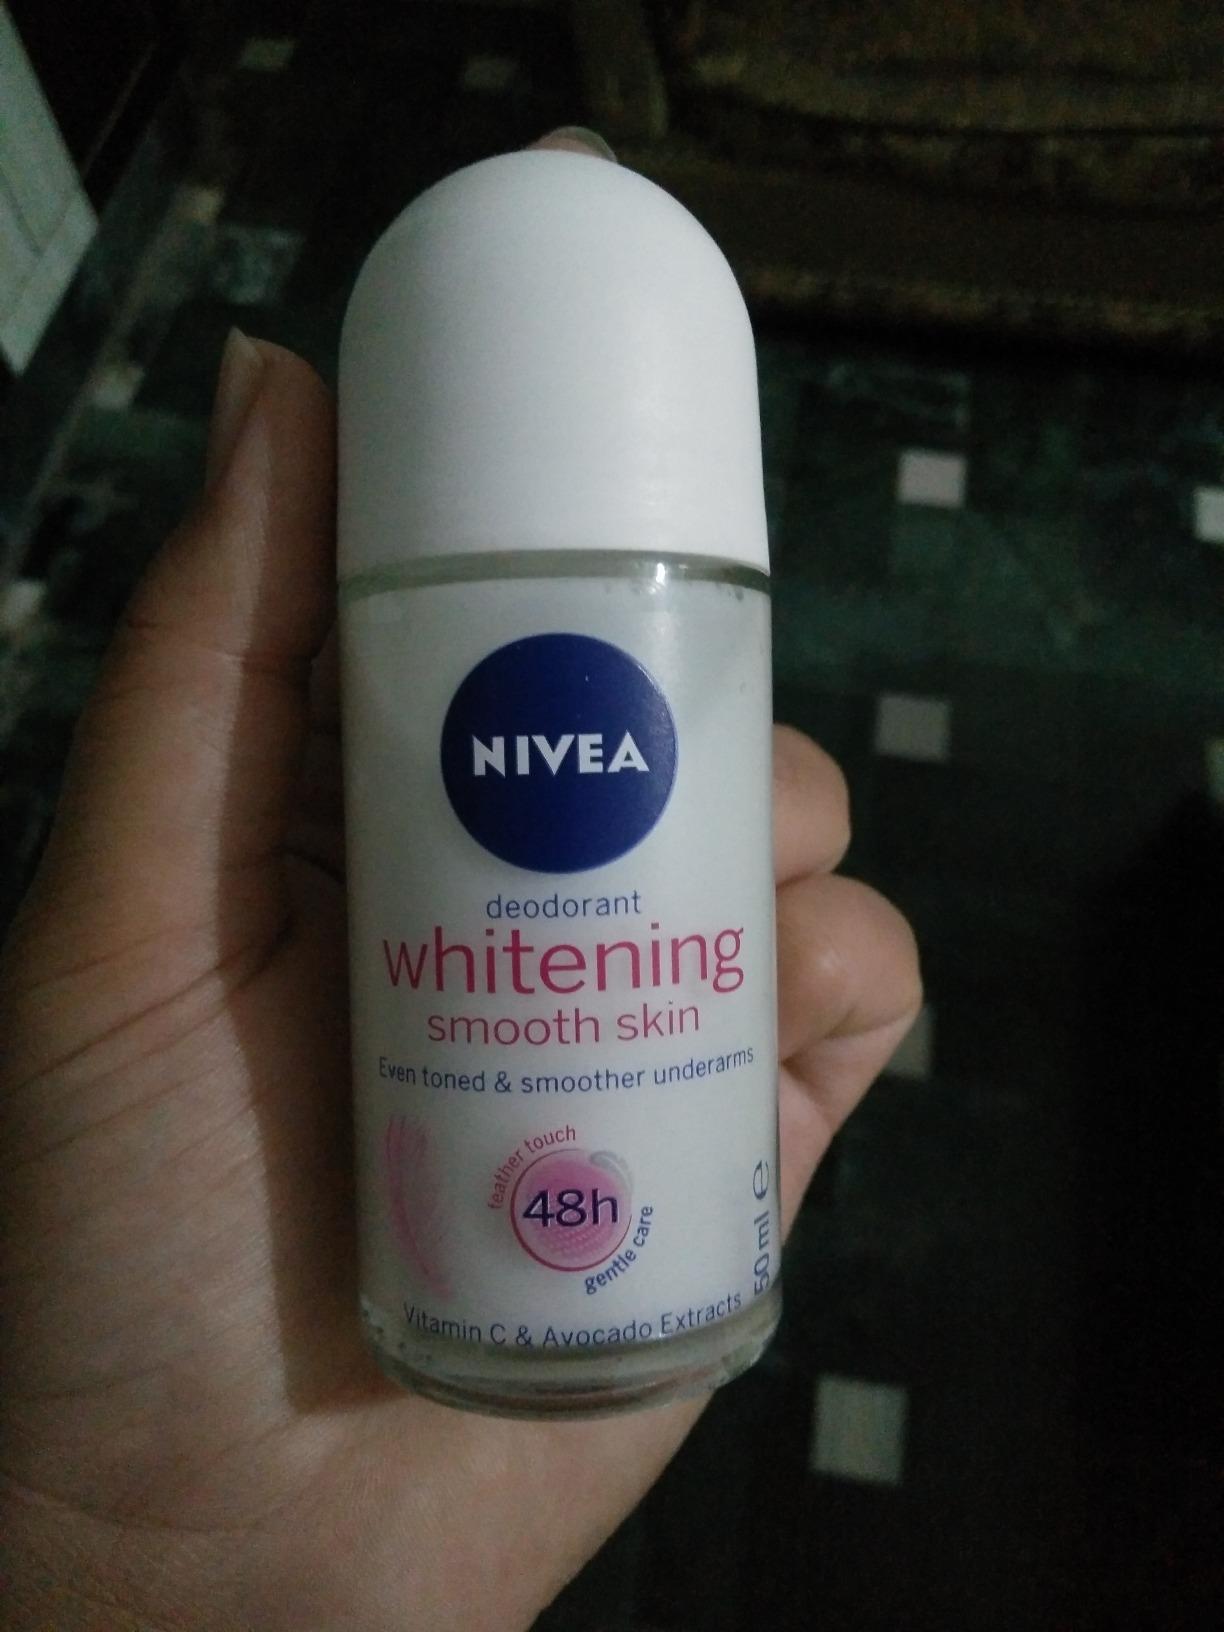 NIVEA
deodorant
whitening
smooth skin
Even toned & smoother underarms
feather touch
48h
gentle care
50 ml e
Vitamin C & Avocado Extracts